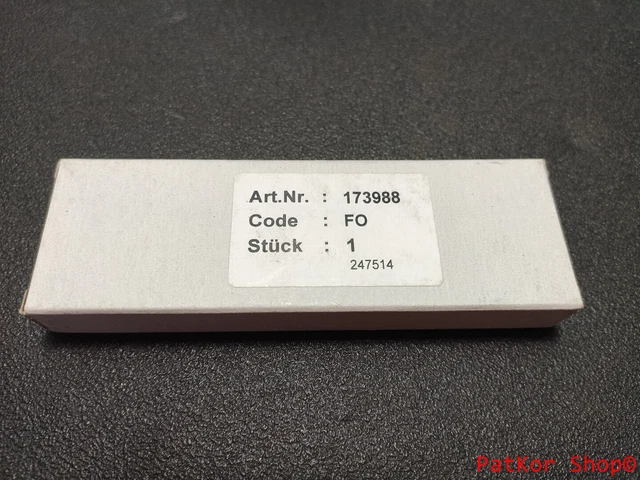 Art.Nr. : 173988
Code : FO
Stück : 1
247514
PatKor Shop©